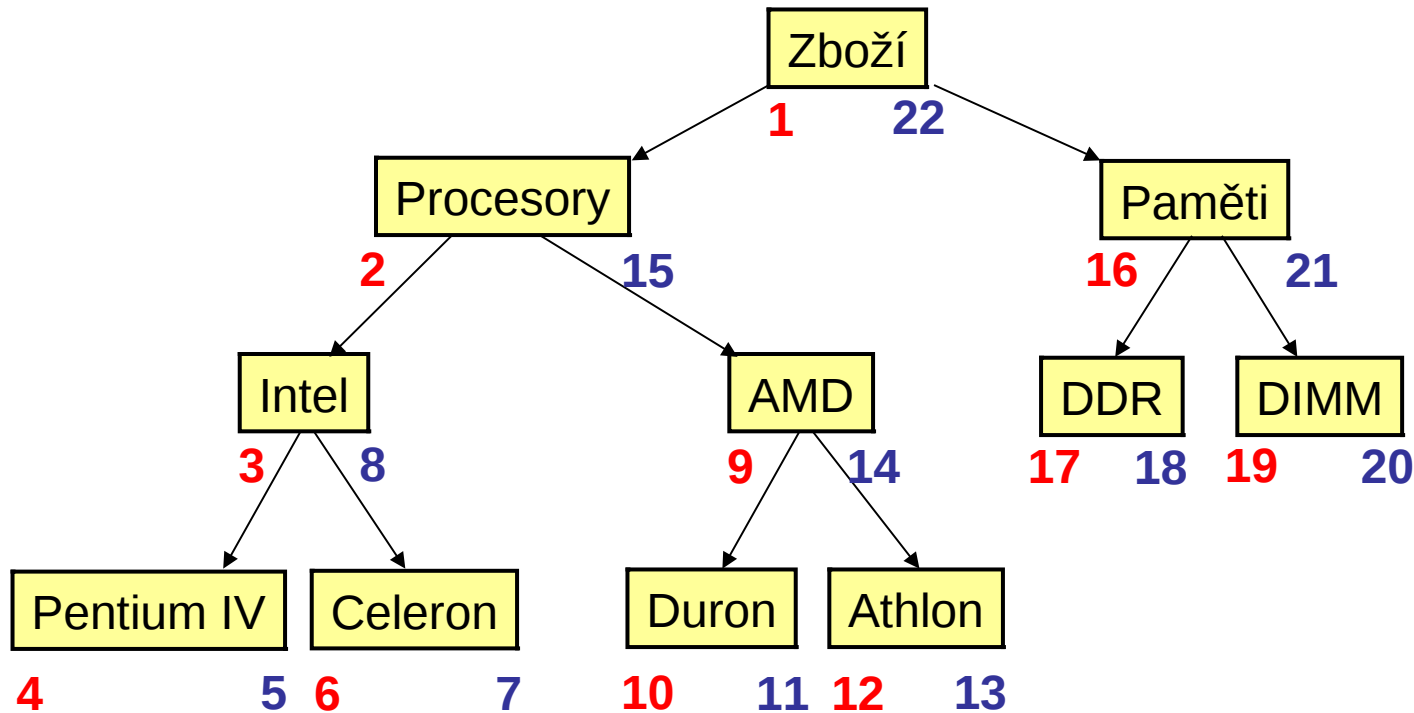 Zboží
1 22
Procesory Paměti
2 15 16 21
Intel AMD DDR DIMM
3 8 9 14 17 18 19 20
Pentium IV Celeron Duron Athlon
4 5 6 7 10 11 12 13